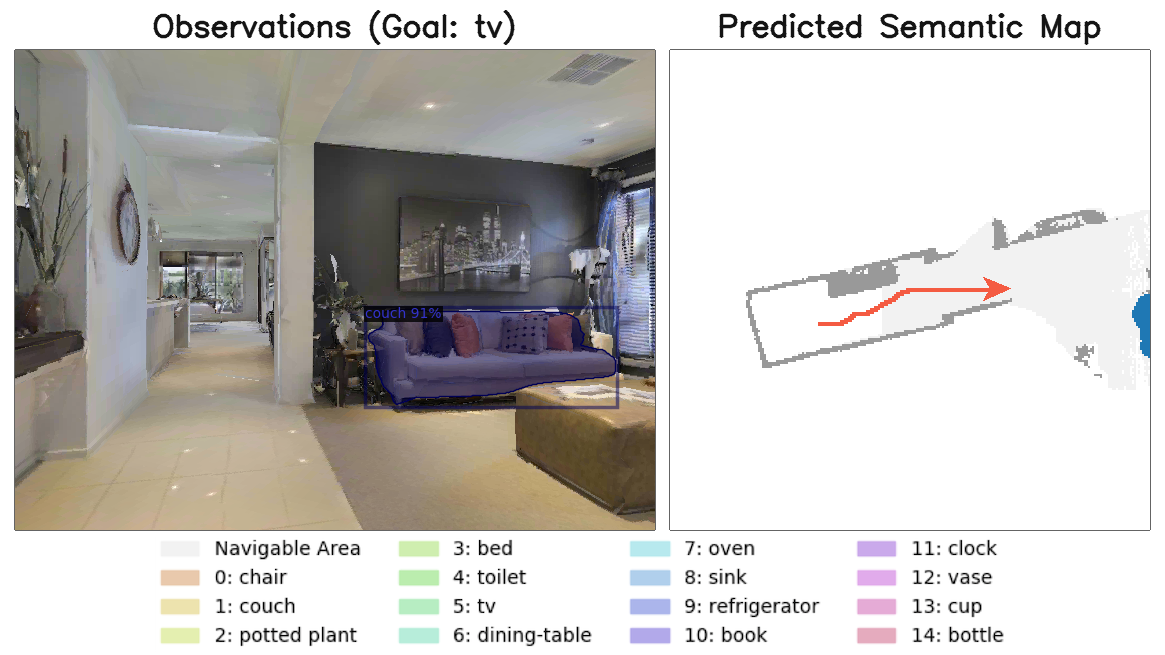 Observations (Goal: tv)
Predicted Semantic Map
couch 91%
Navigable Area
0: chair
1: couch
2: potted plant
3: bed
4: toilet
5: tv
6: dining-table
7: oven
8: sink
9: refrigerator
10: book
11: clock
12: vase
13: cup
14: bottle